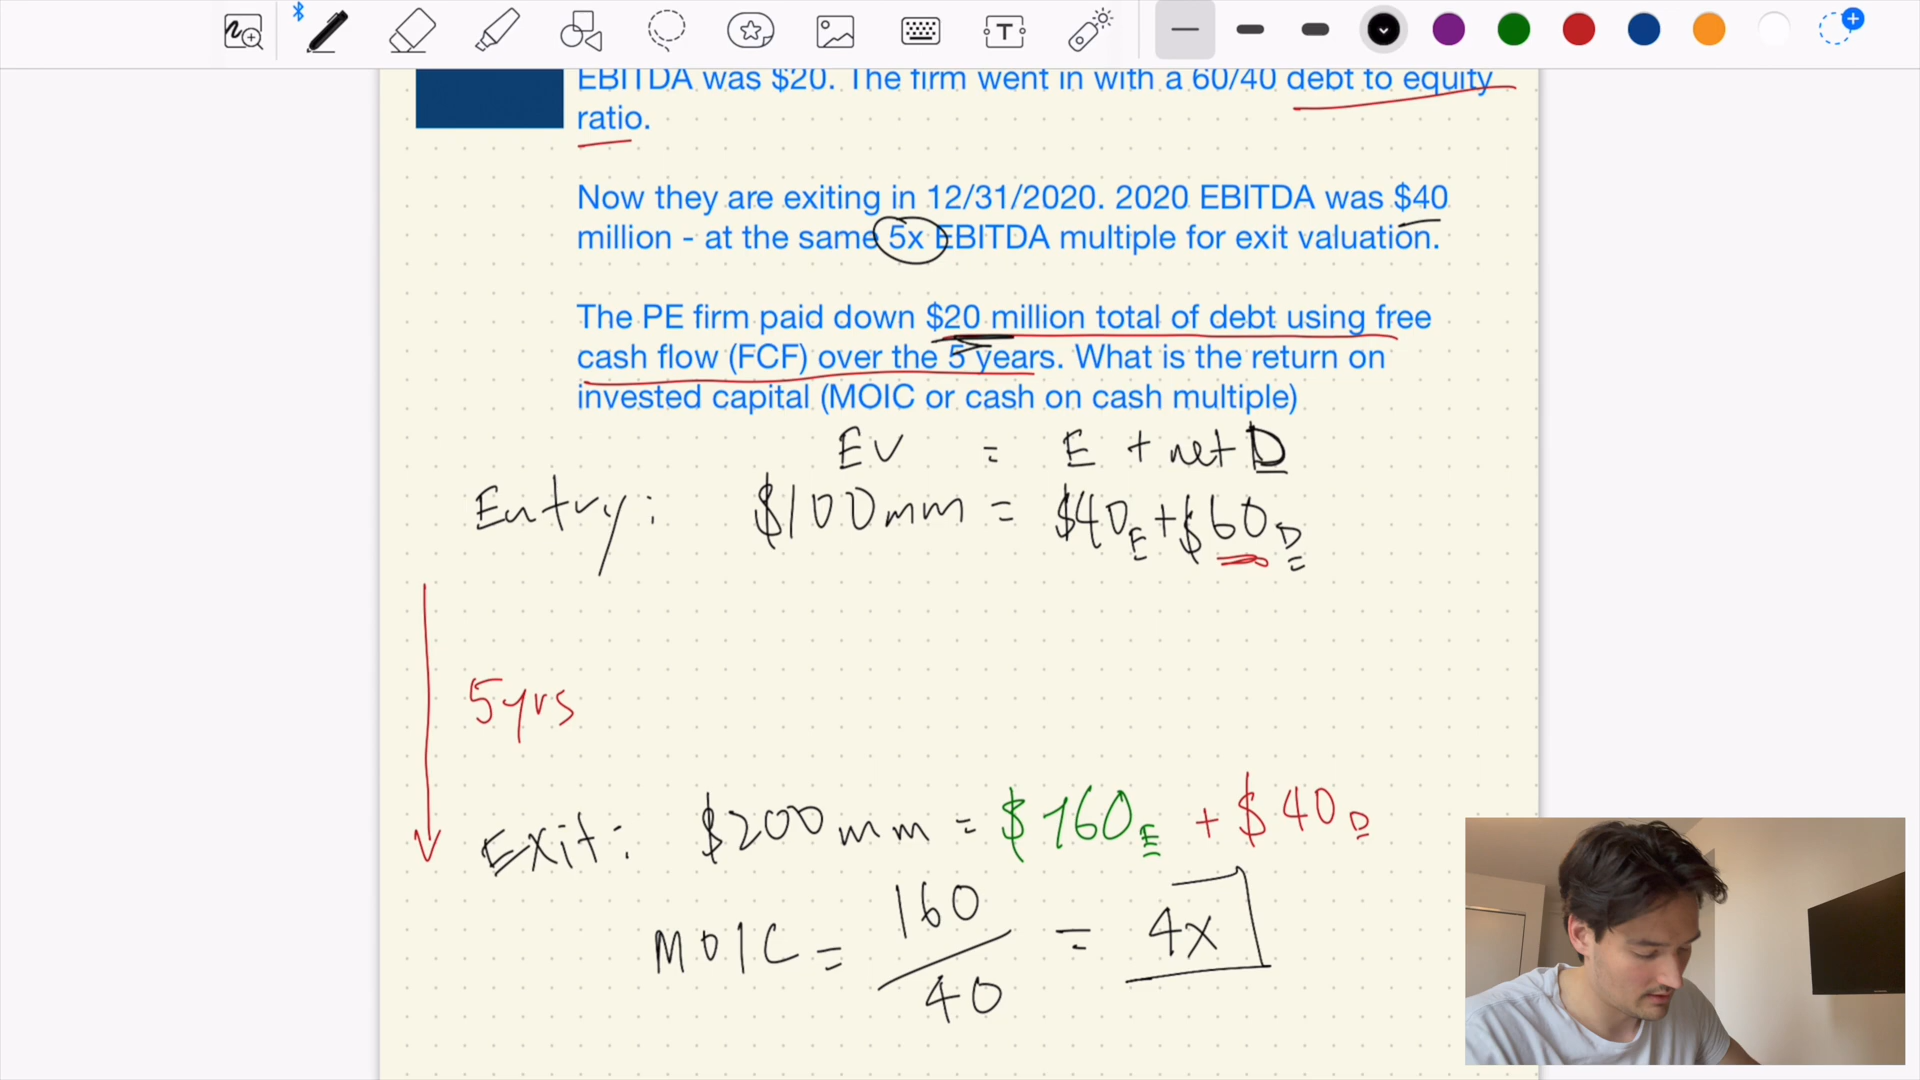 EBITDA was $20. The firm went in with a 60/40 debt to equity
ratio.
Now they are exiting in 12/31/2020. 2020 EBITDA was $40
million - at the same 5x EBITDA multiple for exit valuation.
The PE firm paid down $20 million total of debt using free
cash flow (FCF) over the 5 years. What is the return on
invested capital (MOIC or cash on cash multiple)
EV = E + net D
Entry: $100mm = $40E + $60D
5yrs
Exit: $200mm = $160E + $40D
MOIC = 160/40 = 4x